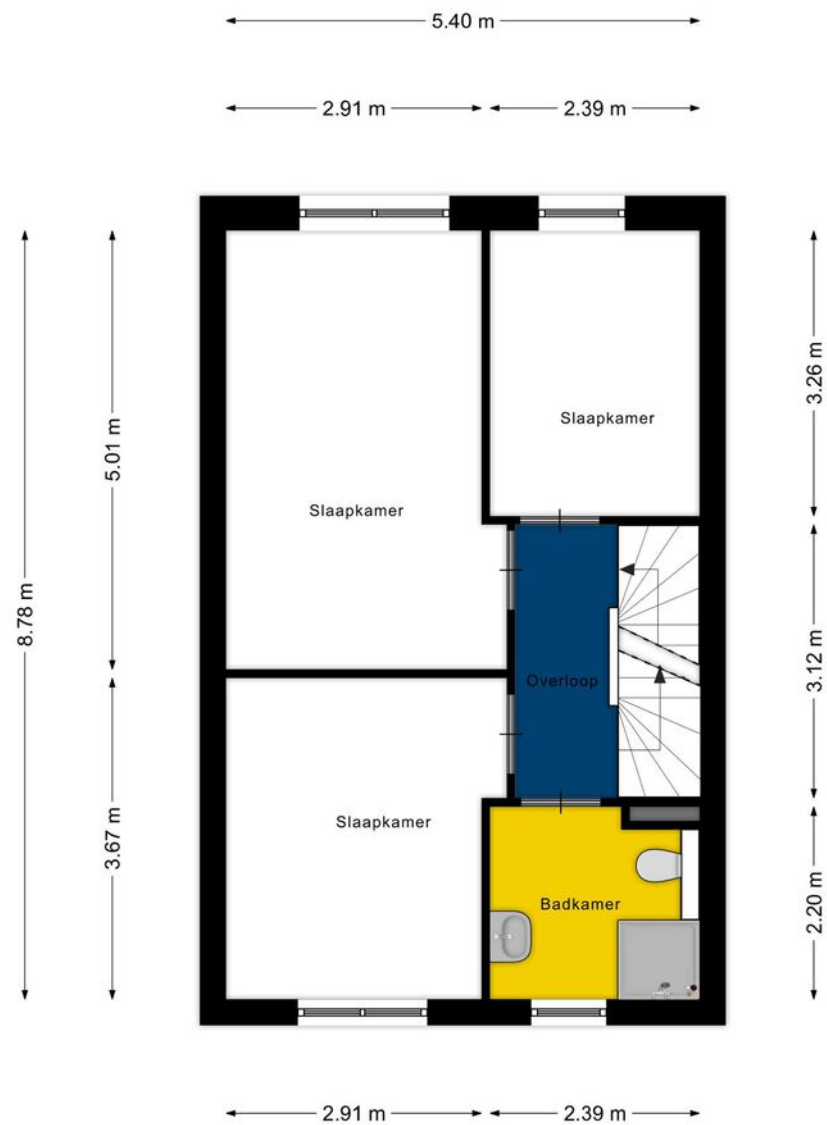 5.40 m
2.91 m
2.39 m
3.26 m
Slaapkamer
5.01 m
Slaapkamer
8.78 m
3.12 m
Overloop
Slaapkamer
3.67 m
Badkamer
2.20 m
2.91 m
2.39 m